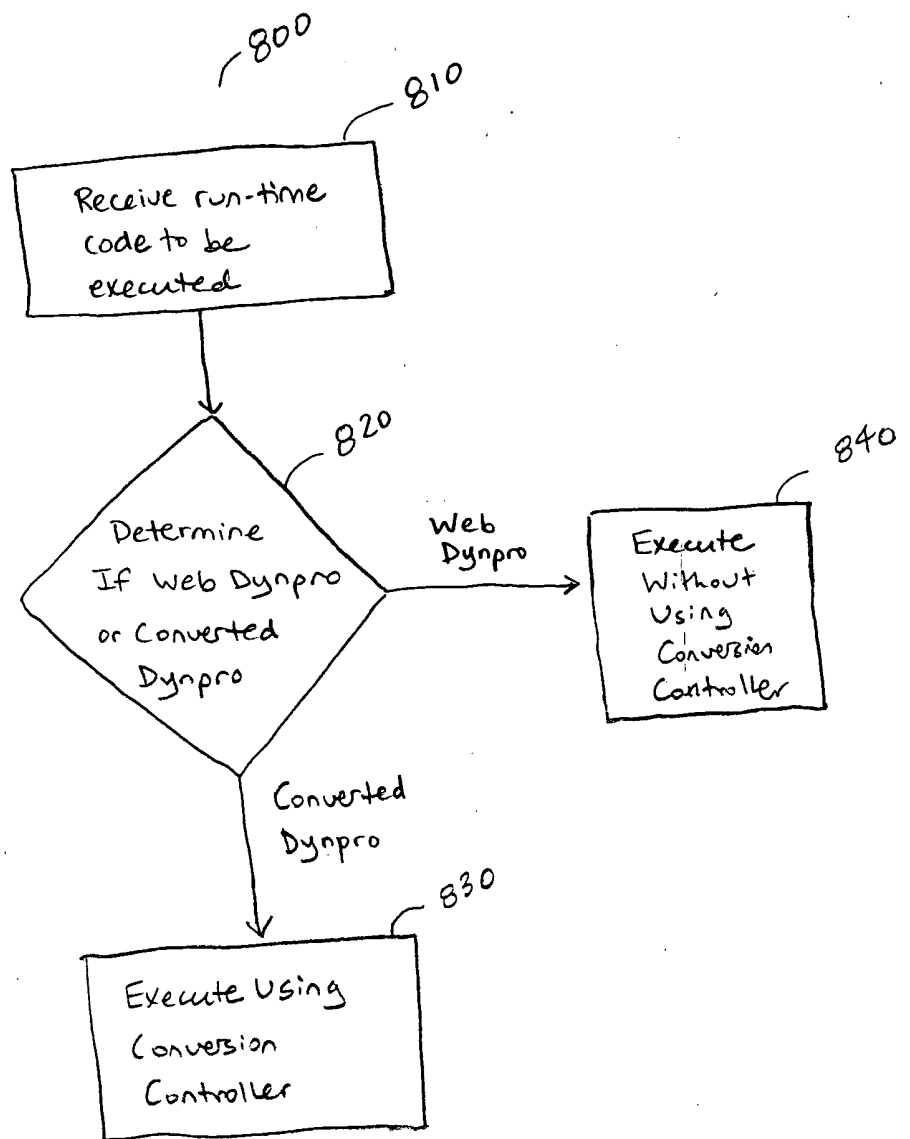 800
810
Receive run-time
code to be
executed
820
Determine
If Web Dynpro
or Converted
Dynpro
Web
Dynpro
840
Execute
Without
Using
Conversion
Controller
Converted
Dynpro
830
Execute Using
Conversion
Controller